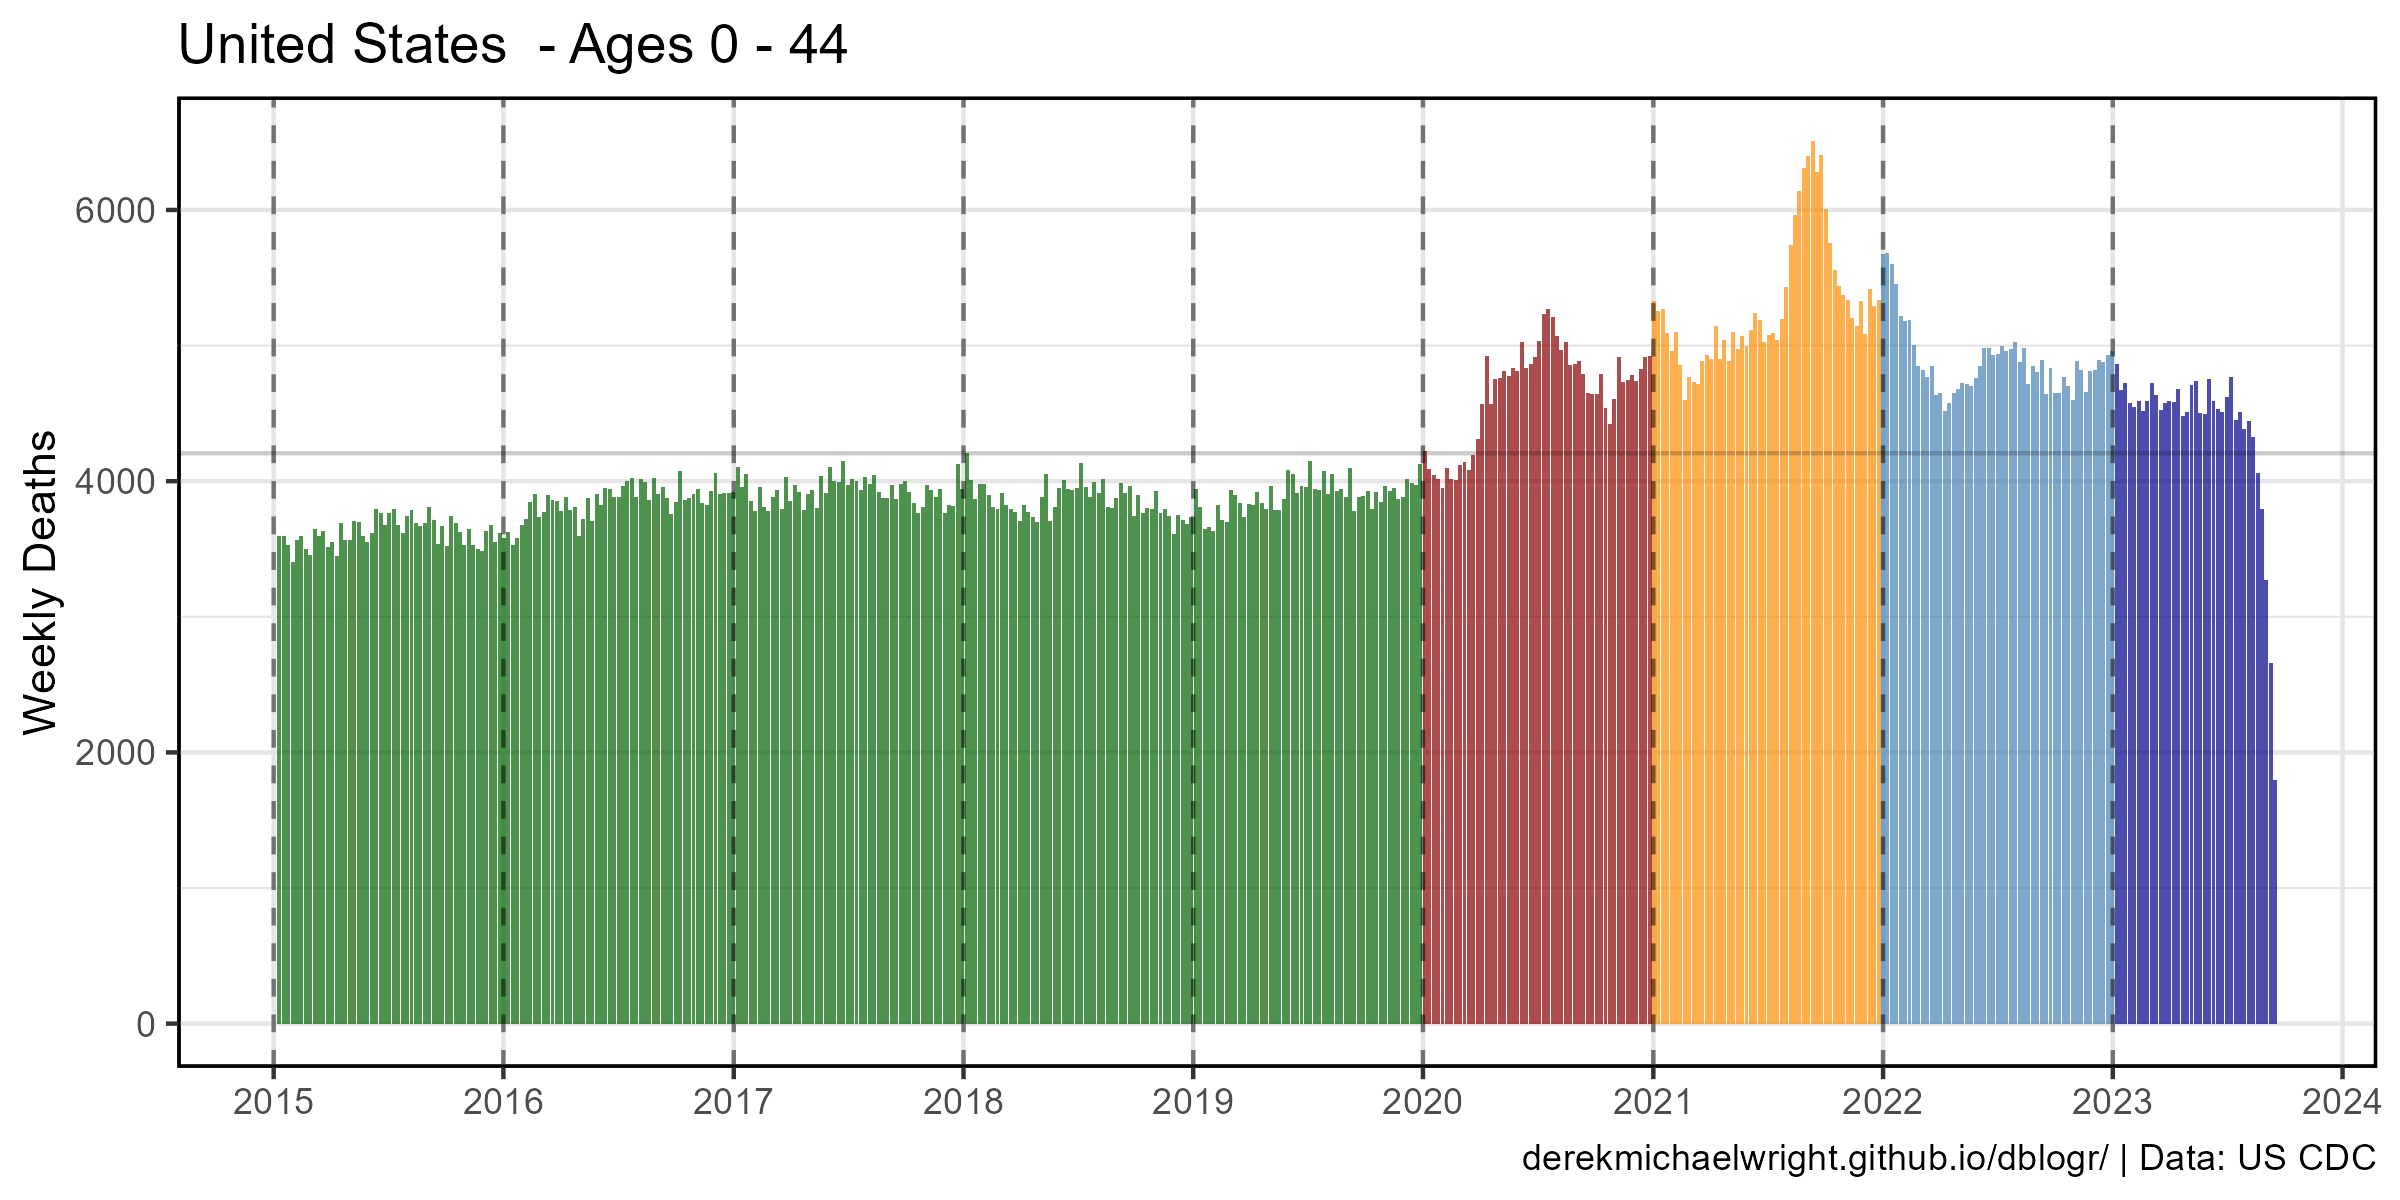 United States  - Ages 0 - 44
Weekly Deaths
6000
4000
2000
0
2015 2016 2017 2018 2019 2020 2021 2022 2023 2024
derekmichaelwright.github.io/dblogr/ | Data: US CDC